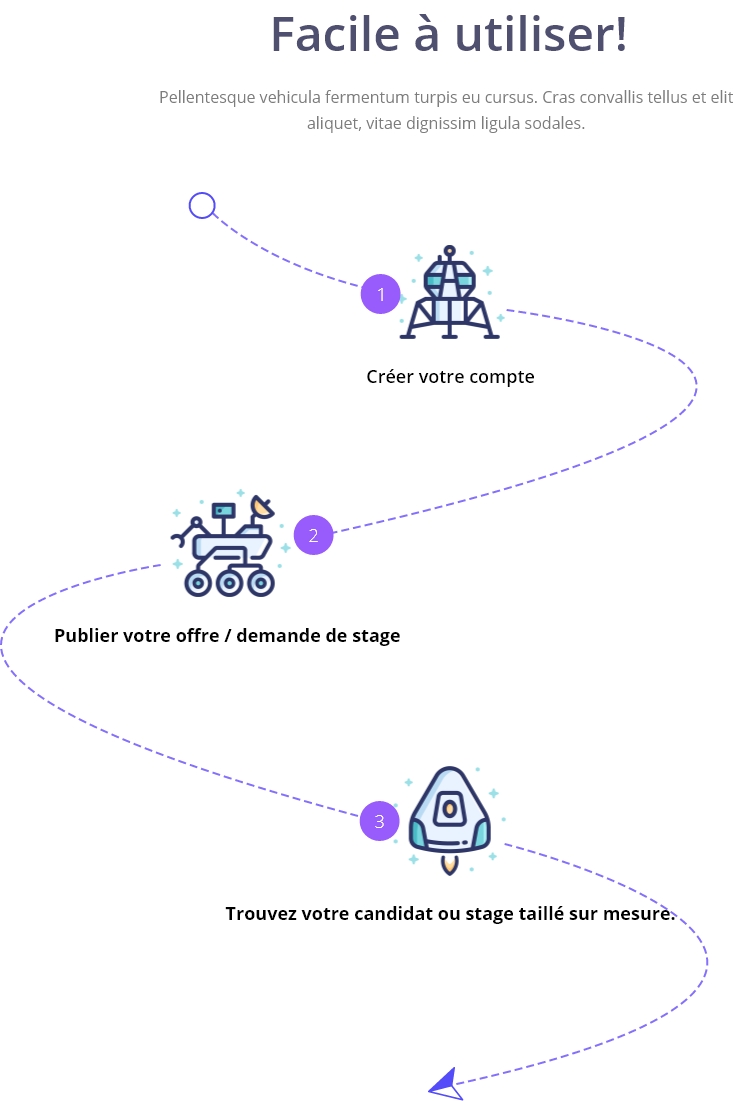 Facile à utiliser!
Pellentesque vehicula fermentum turpis eu cursus. Cras convallis tellus et elit
aliquet, vitae dignissim ligula sodales.
1
Créer votre compte
2
Publier votre offre / demande de stage
3
Trouvez votre candidat ou stage taillé sur mesure.